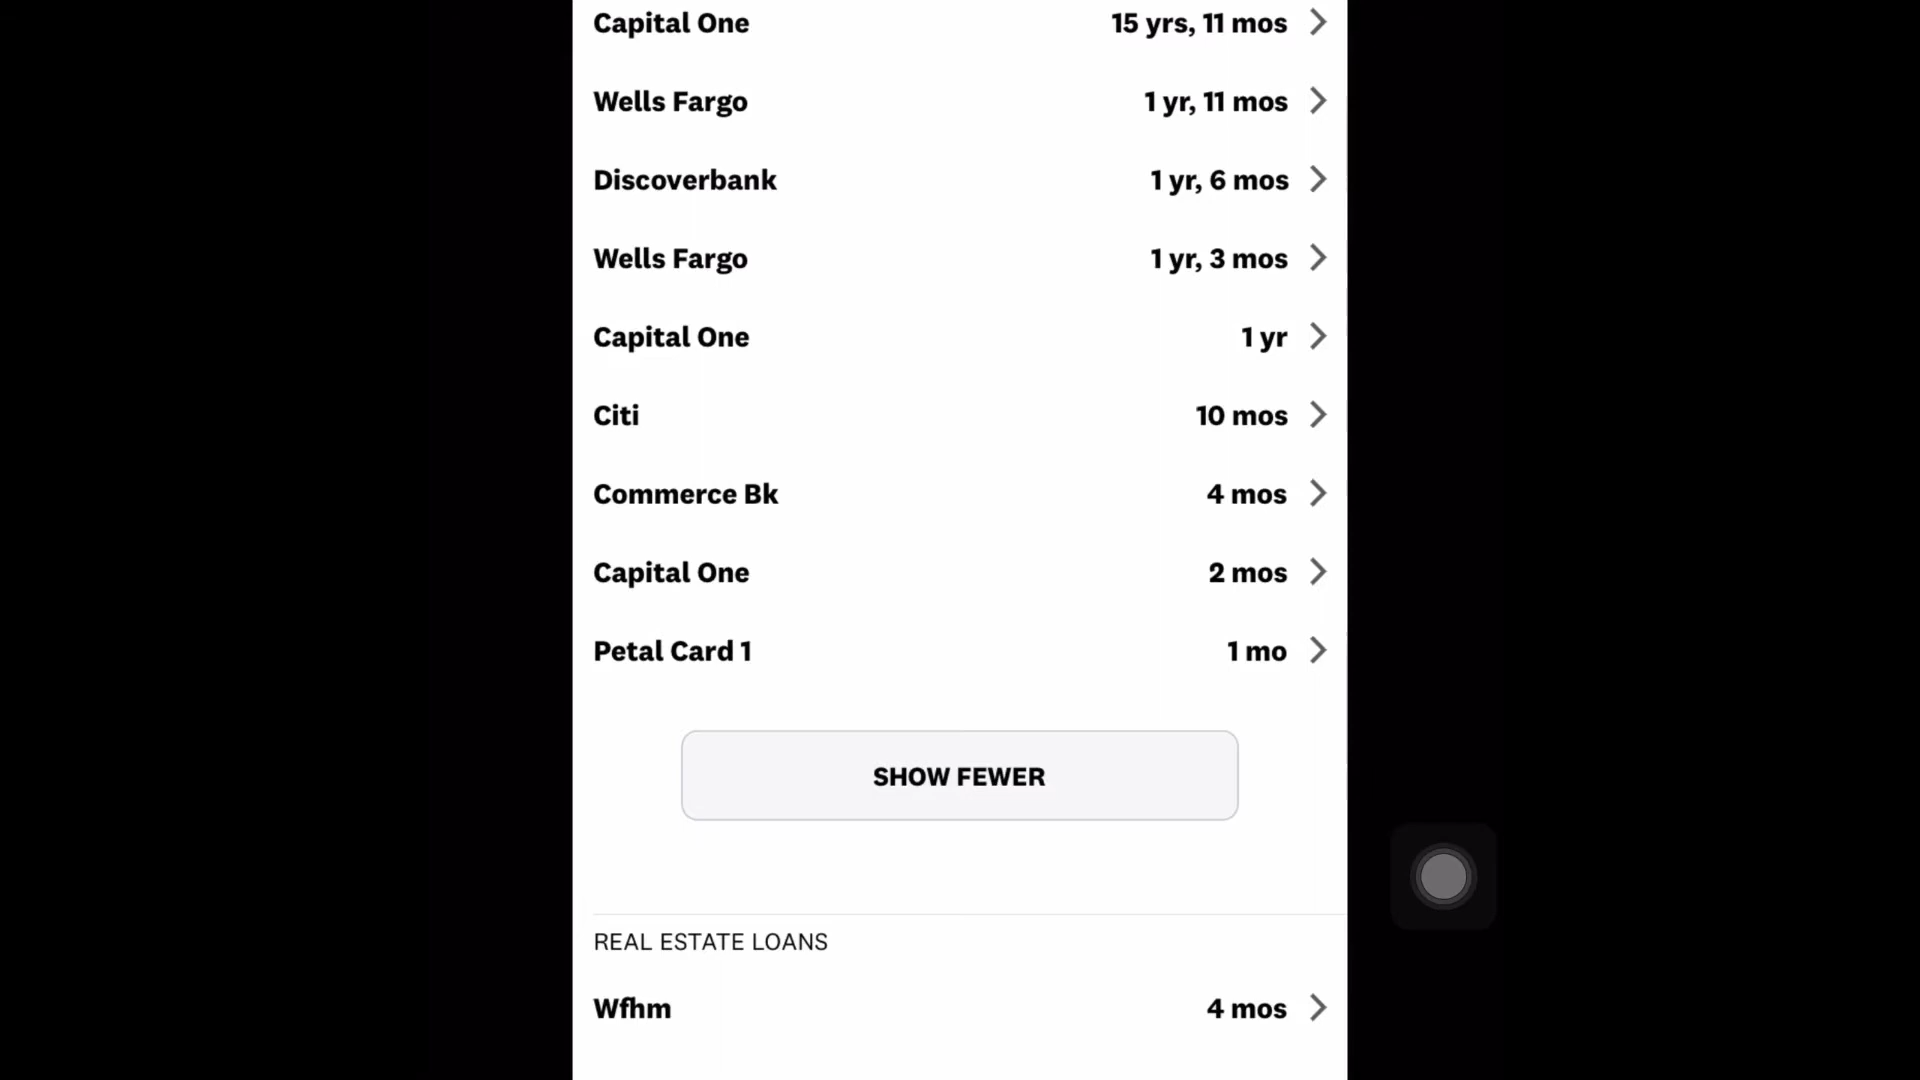 Capital One 15 yrs, 11 mos
Wells Fargo 1 yr, 11 mos
Discoverbank 1 yr, 6 mos
Wells Fargo 1 yr, 3 mos
Capital One 1 yr
Citi 10 mos
Commerce Bk 4 mos
Capital One 2 mos
Petal Card 1 1 mo
SHOW FEWER
REAL ESTATE LOANS
Wfhm 4 mos